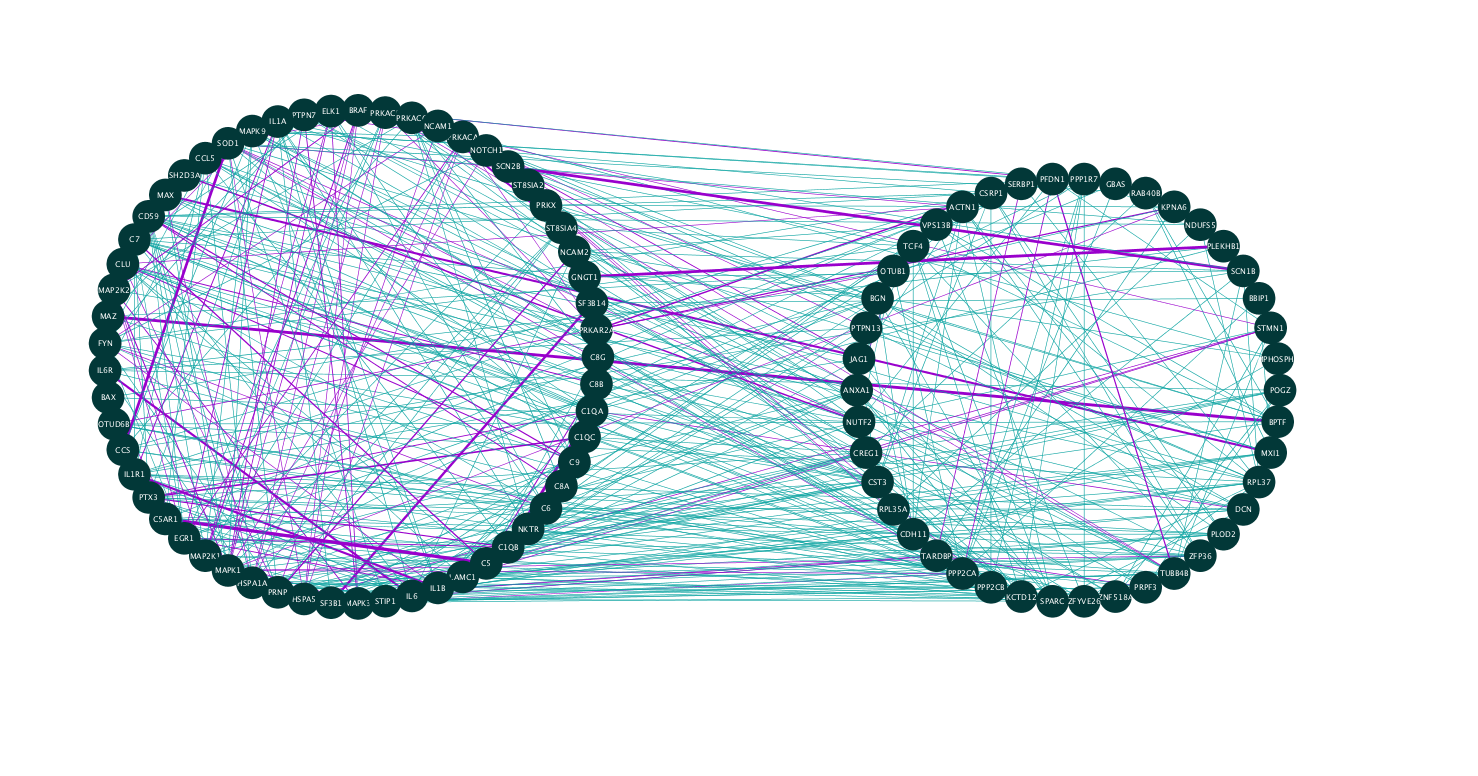 BRAF
ELK1
PTPN7
IL1A
MAPK9
SOD1
CCL5
SH2D3A
MAX
CD59
C7
CLU
MAP2K2
MAZ
FYN
IL6R
BAX
OTUD6B
CCS
IL1R1
PTX3
C5AR1
EGR1
MAP2K1
MAPK1
HSPA1A
PRNP
HSPA5
SF3B1
MAPK3
STIP1
IL6
IL1B
LAMC1
C5
C1QB
NKTR
C6
C8A
C9
C1QC
C1QA
C8B
C8G
PRKAR2A
SF3B14
GNGT1
NCAM2
ST8SIA4
PRKX
ST8SIA2
SCN2B
NOTCH1
PRKACA
NCAM1
PFDN1
SERBP1
CSRP1
ACTN1
VPS13B
TCF4
OTUB1
BGN
PTPN13
JAG1
ANXA1
NUTF2
CREG1
CST3
RPL35A
CDH11
TARDBP
PPP2CA
PPP2CB
KCTD12
SPARC
ZFYVE26
ZNF518A
PRPF3
TUBB4B
ZFP36
PLOD2
DCN
RPL37
MXI1
BPTF
POGZ
STMN1
BBIP1
SCN1B
PLEKHB1
NDUFS5
KPNA6
RAB40B
GBAS
PPP1R7